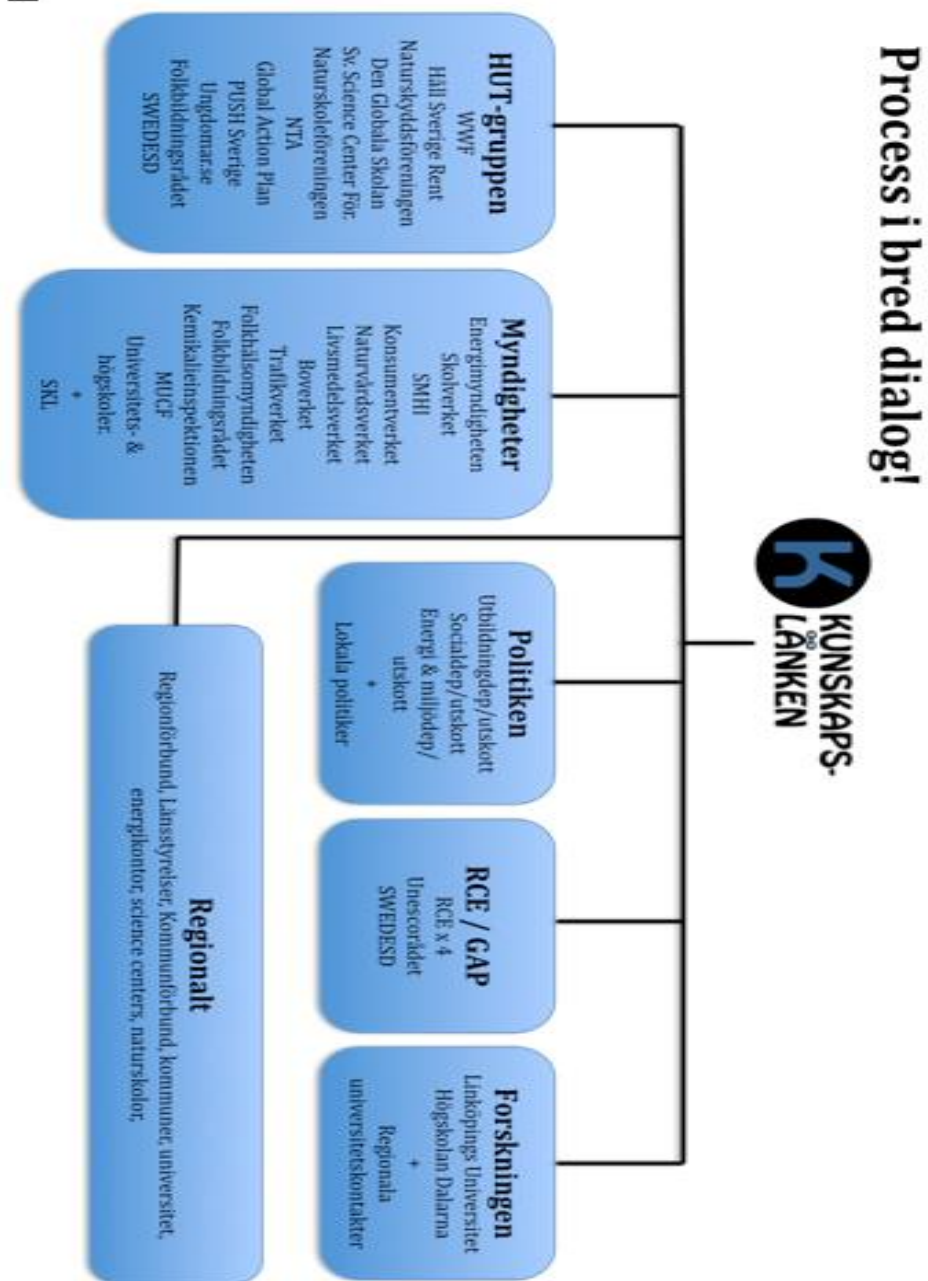 Process i bred dialog!
K
KUNSKAPS-
LÄNKEN
HUT-gruppen
WWF
Håll Sverige Rent
Naturskyddsföreningen
Den Globala Skolan
Sv. Science Center För.
Naturskoleföreningen
NTA
Global Action Plan
PUSH Sverige
Ungdomar.se
Folkbildningsrådet
SWEDESD
Myndigheter
Energimyndigheten
Skolverket
SMHI
Konsumentverket
Naturvårdsverket
Livsmedelsverket
Boverket
Trafikverket
Folkhälsomyndigheten
Folkbildningsrådet
Kemikalieinspektionen
MUCF
Universitets- &
högskoler.
+
SKL
Politiken
Utbildningdep/utskott
Socialdep/utskott
Energi & miljödep/
utskott
+
Lokala politiker
RCE / GAP
RCE x 4
Unescorådet
SWEDESD
Forskningen
Linköpings Universitet
Högskolan Dalarna
+
Regionala
universitetskontakter
Regionalt
Regionförbund, Länsstyrelser, Kommunförbund, kommuner, universitet,
energikontor, science centers, naturskolor,